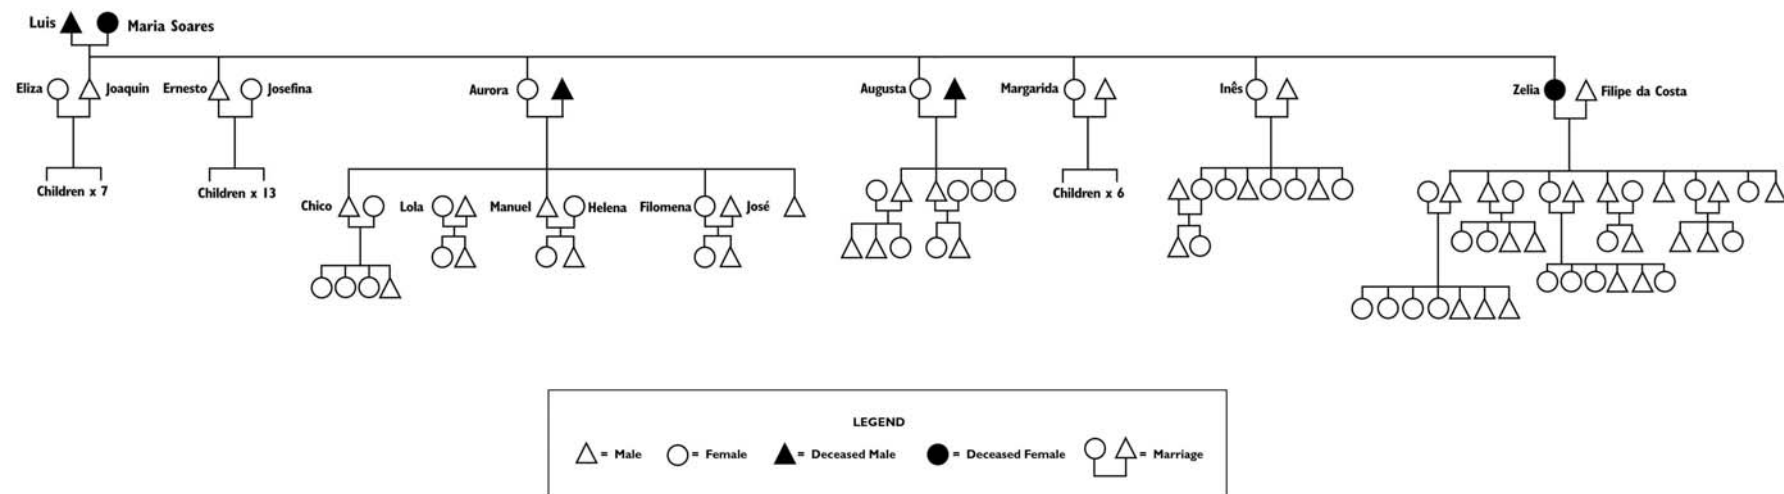 Luis Maria Soares
Eliza Joaquin Ernesto Josefina Aurora Augusta Margarida Inês Zelia Filipe da Costa
Children x 7 Children x 13 Children x 6
Chico Lola Manuel Helena Filomena José
LEGEND
= Male = Female = Deceased Male = Deceased Female = Marriage